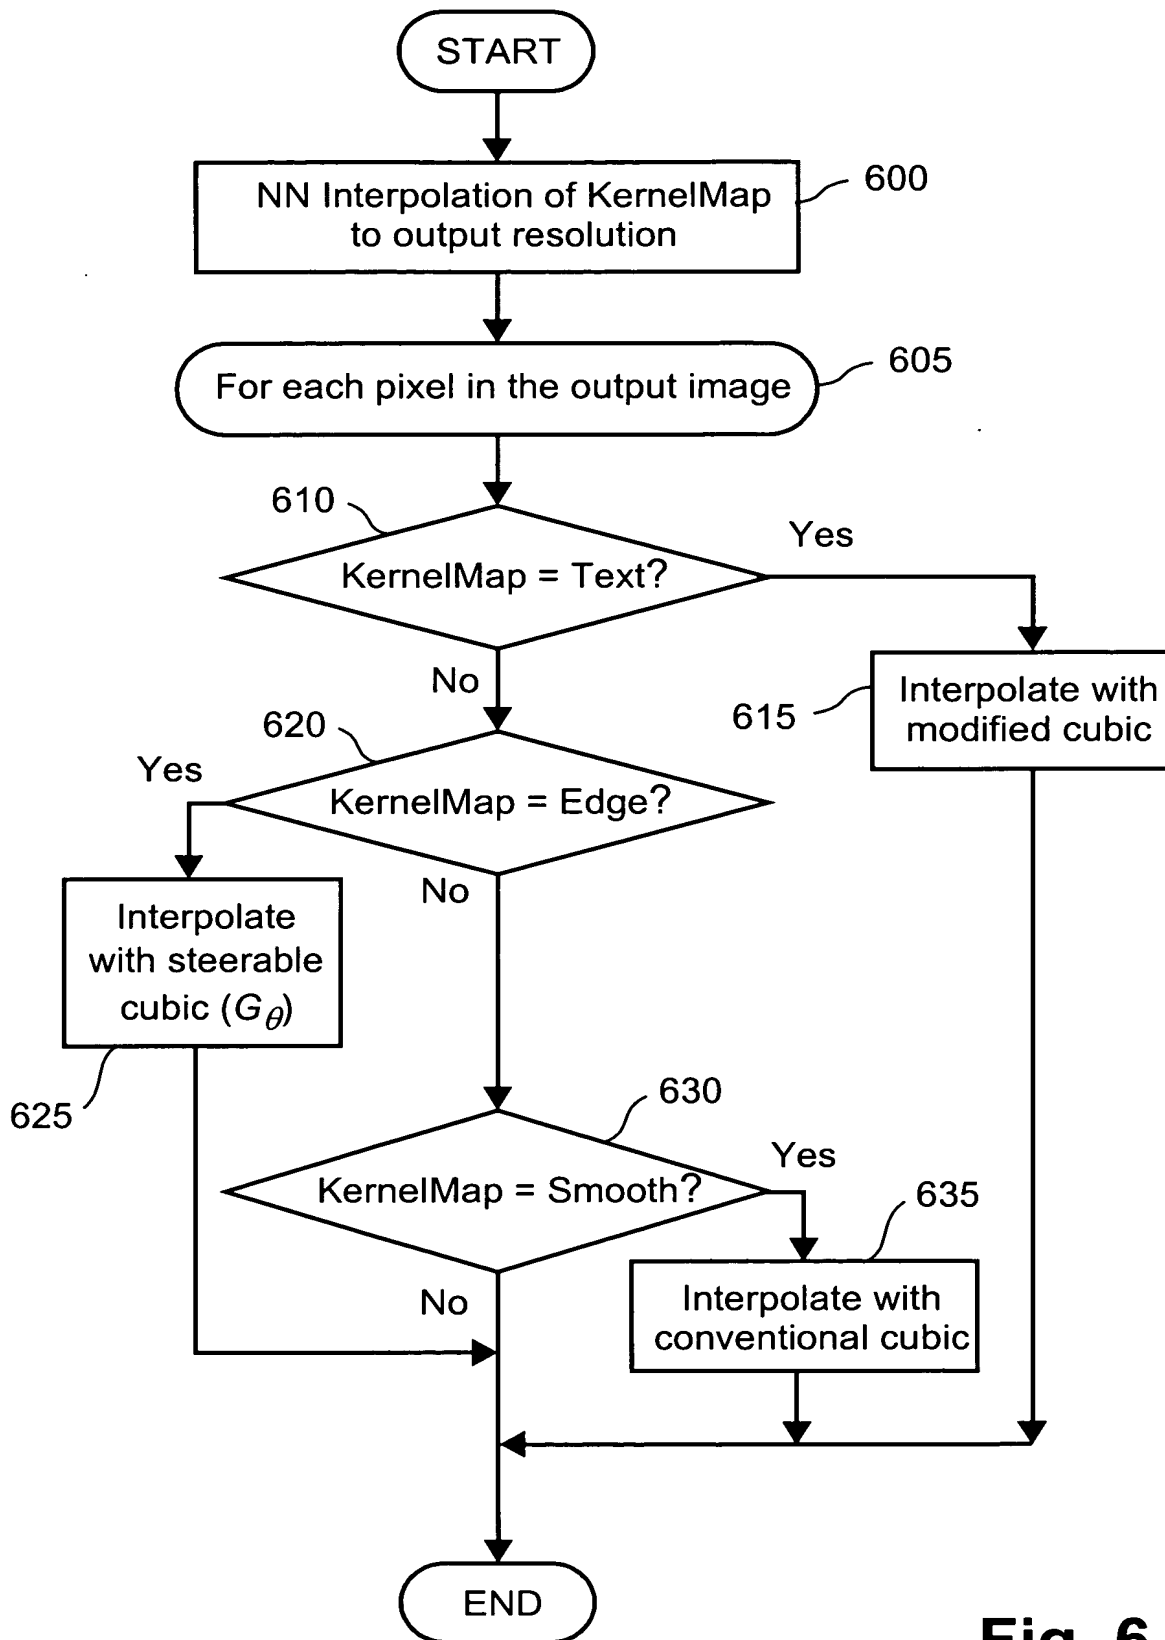 START
NN Interpolation of KernelMap
to output resolution
600
For each pixel in the output image
605
610
KernelMap = Text?
Yes
No
Interpolate with
modified cubic
615
620
KernelMap = Edge?
Yes
No
Interpolate
with steerable
cubic (Gθ)
625
630
KernelMap = Smooth?
Yes
635
No
Interpolate with
conventional cubic
END
Fig. 6